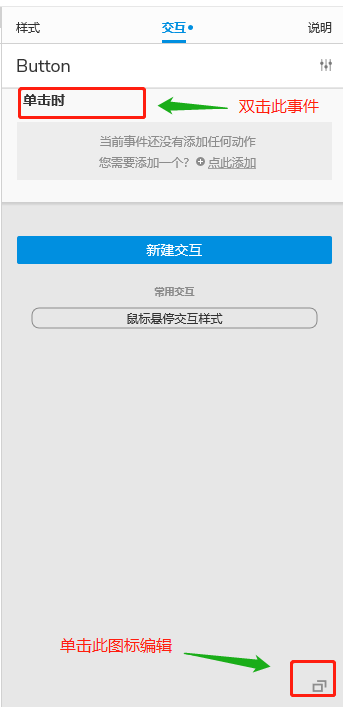 样式 交互 说明
Button
单击时
双击此事件
当前事件还没有添加任何动作
您需要添加一个? 点此添加
新建交互
常用交互
鼠标悬停交互样式
单击此图标编辑